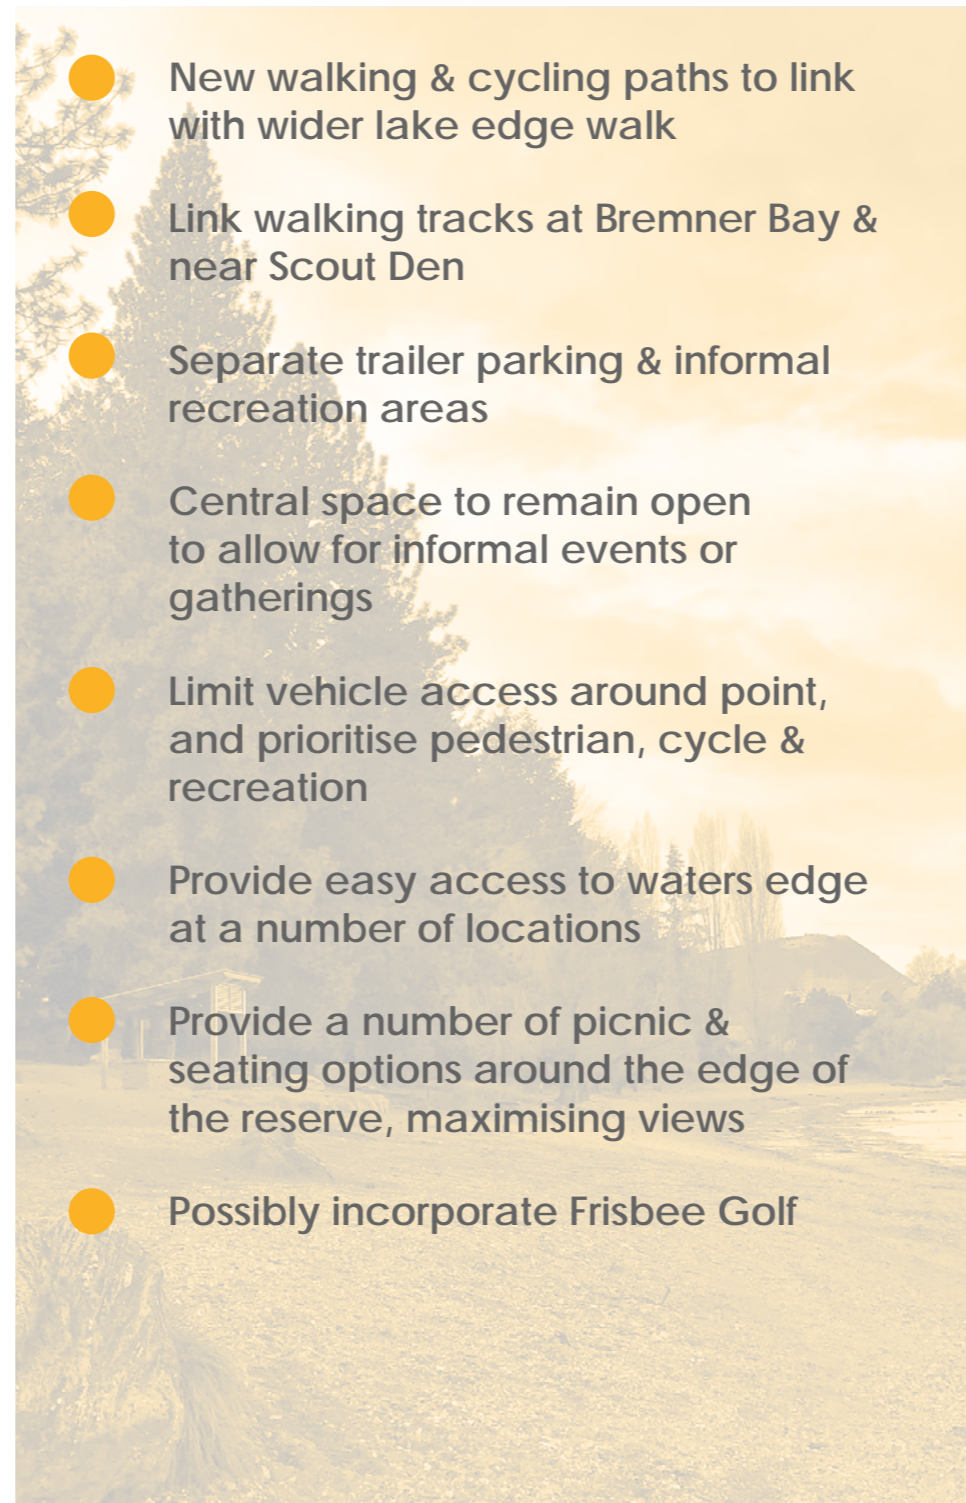 New walking & cycling paths to link
with wider lake edge walk
Link walking tracks at Bremner Bay &
near Scout Den
Separate trailer parking & informal
recreation areas
Central space to remain open
to allow for informal events or
gatherings
Limit vehicle access around point,
and prioritise pedestrian, cycle &
recreation
Provide easy access to waters edge
at a number of locations
Provide a number of picnic &
seating options around the edge of
the reserve, maximising views
Possibly incorporate Frisbee Golf